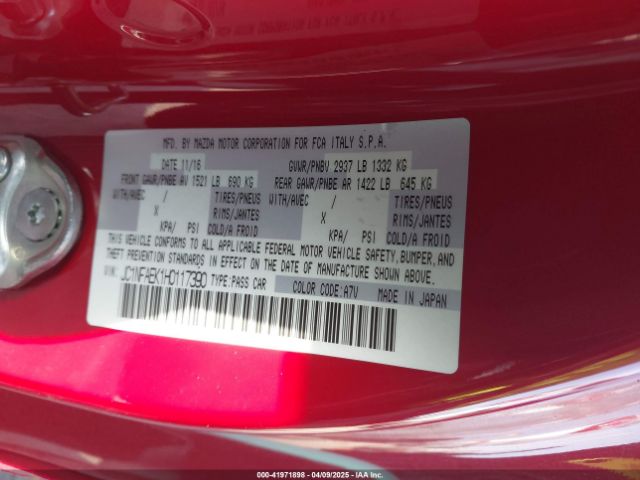 MFD. BY MAZDA MOTOR CORPORATION FOR FCA ITALY S.P.A.
DATE 11/16 GVWR/PNBV 2937 LB 1332 KG
FRONT GAWR/PNBE AV 1521 LB 690 KG REAR GAWR/PNBE AR 1422 LB 645 KG
WITH/AVEC / TIRES/PNEUS WITH/AVEC / TIRES/PNEUS
X RIMS/JANTES X RIMS/JANTES
KPA/ PSI COLD/A FROID KPA/ PSI COLD/A FROID
THIS VEHICLE CONFORMS TO ALL APPLICABLE FEDERAL MOTOR VEHICLE SAFETY, BUMPER, AND
THEFT PREVENTION STANDARDS IN EFFECT ON THE DATE OF MANUFACTURE SHOWN ABOVE.
VIN: JC1NFAEK1H0117390 TYPE:PASS CAR COLOR CODE:A7V MADE IN JAPAN
000-41971898 04/09/2025 IAA Inc.